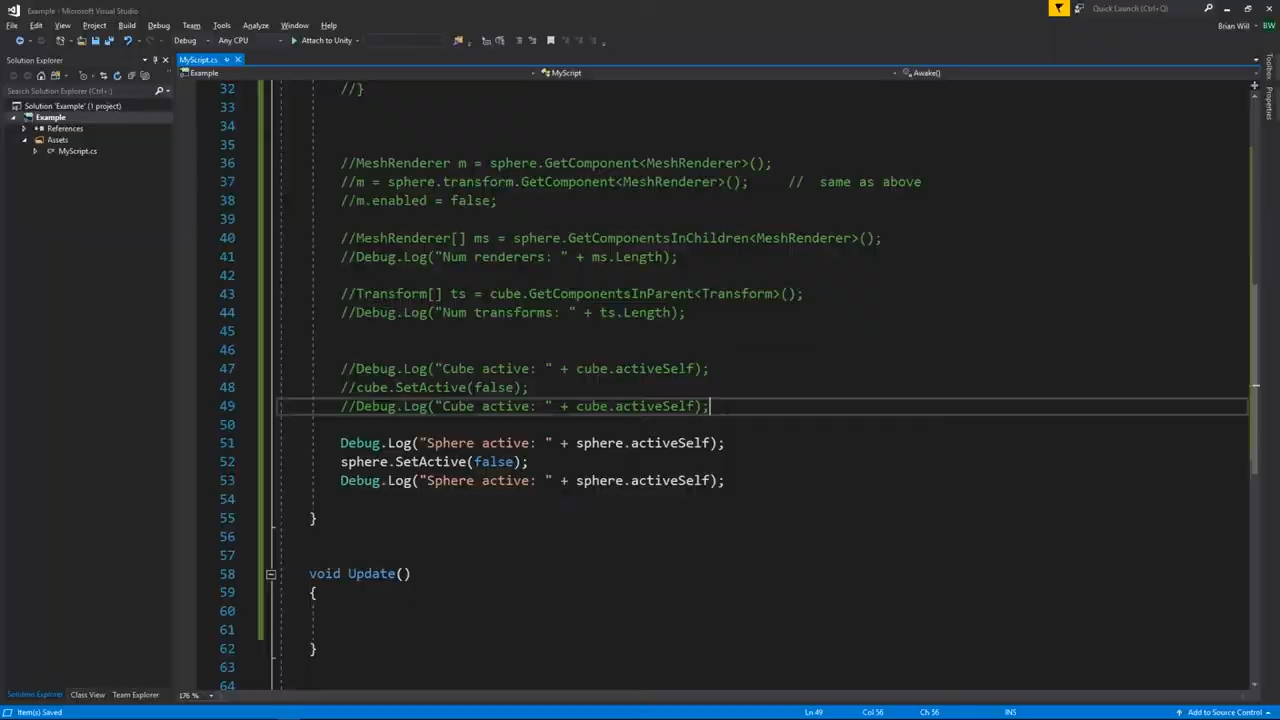 Example - Microsoft Visual Studio
Quick Launch (Ctrl+Q)
File Edit View Project Build Debug Team Tools Analyze Window Help
Brian Will BW
Debug Any CPU Attach to Unity
Solution Explorer
MyScript.cs
Toolbox
Properties
Example MyScript Awake()
Search Solution Explorer (Ctrl+;)
Solution 'Example' (1 project)
Example
References
Assets
MyScript.cs
32 //}
33
34
35
36 //MeshRenderer m = sphere.GetComponent<MeshRenderer>();
37 //m = sphere.transform.GetComponent<MeshRenderer>(); // same as above
38 //m.enabled = false;
39
40 //MeshRenderer[] ms = sphere.GetComponentsInChildren<MeshRenderer>();
41 //Debug.Log("Num renderers: " + ms.Length);
42
43 //Transform[] ts = cube.GetComponentsInParent<Transform>();
44 //Debug.Log("Num transforms: " + ts.Length);
45
46
47 //Debug.Log("Cube active: " + cube.activeSelf);
48 //cube.SetActive(false);
49 //Debug.Log("Cube active: " + cube.activeSelf);
50
51 Debug.Log("Sphere active: " + sphere.activeSelf);
52 sphere.SetActive(false);
53 Debug.Log("Sphere active: " + sphere.activeSelf);
54
55 }
56
57
58 void Update()
59 {
60
61
62 }
63
64
Solution Explorer Class View Team Explorer
176 %
Item(s) Saved Ln 49 Col 56 Ch 56 INS Add to Source Control